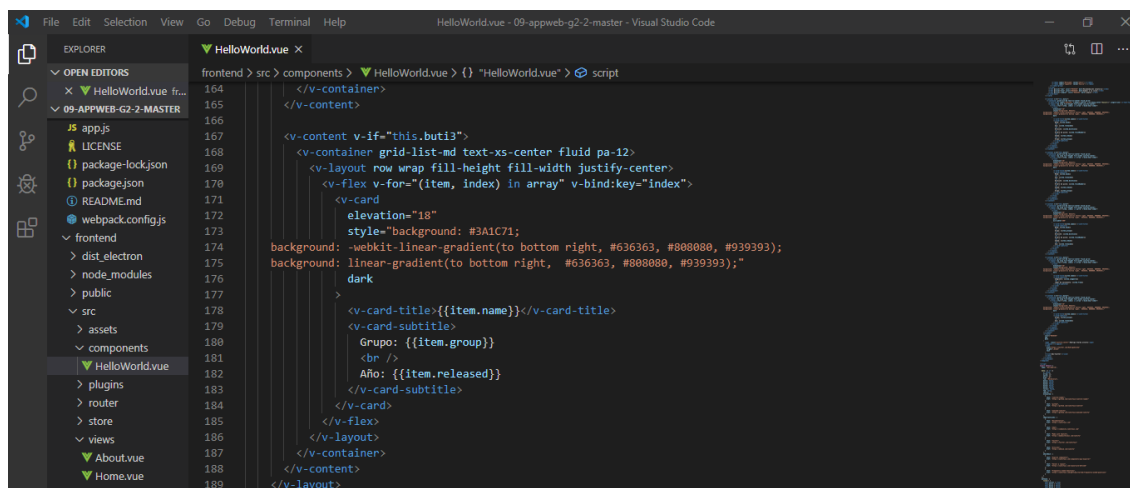 File Edit Selection View Go Debug Terminal Help HelloWorld.vue - 09-appweb-g2-2-master - Visual Studio Code
EXPLORER
OPEN EDITORS
HelloWorld.vue fr...
09-APPWEB-G2-2-MASTER
JS app.js
LICENSE
{} package-lock.json
{} package.json
README.md
webpack.config.js
frontend
dist_electron
node_modules
public
src
assets
components
HelloWorld.vue
plugins
router
store
views
About.vue
Home.vue
HelloWorld.vue ×
frontend > src > components > HelloWorld.vue > {} "HelloWorld.vue" > script
164 </v-container>
165 </v-content>
166
167 <v-content v-if="this.buti3">
168 <v-container grid-list-md text-xs-center fluid pa-12>
169 <v-layout row wrap fill-height fill-width justify-center>
170 <v-flex v-for="(item, index) in array" v-bind:key="index">
171 <v-card
172 elevation="18"
173 style="background: #3A1C71;
174 background: -webkit-linear-gradient(to bottom right, #636363, #808080, #939393);
175 background: linear-gradient(to bottom right,  #636363, #808080, #939393);"
176 dark
177 >
178 <v-card-title>{{item.name}}</v-card-title>
179 <v-card-subtitle>
180 Grupo: {{item.group}}
181 <br />
182 Año: {{item.released}}
183 </v-card-subtitle>
184 </v-card>
185 </v-flex>
186 </v-layout>
187 </v-container>
188 </v-content>
189 </v-layout>